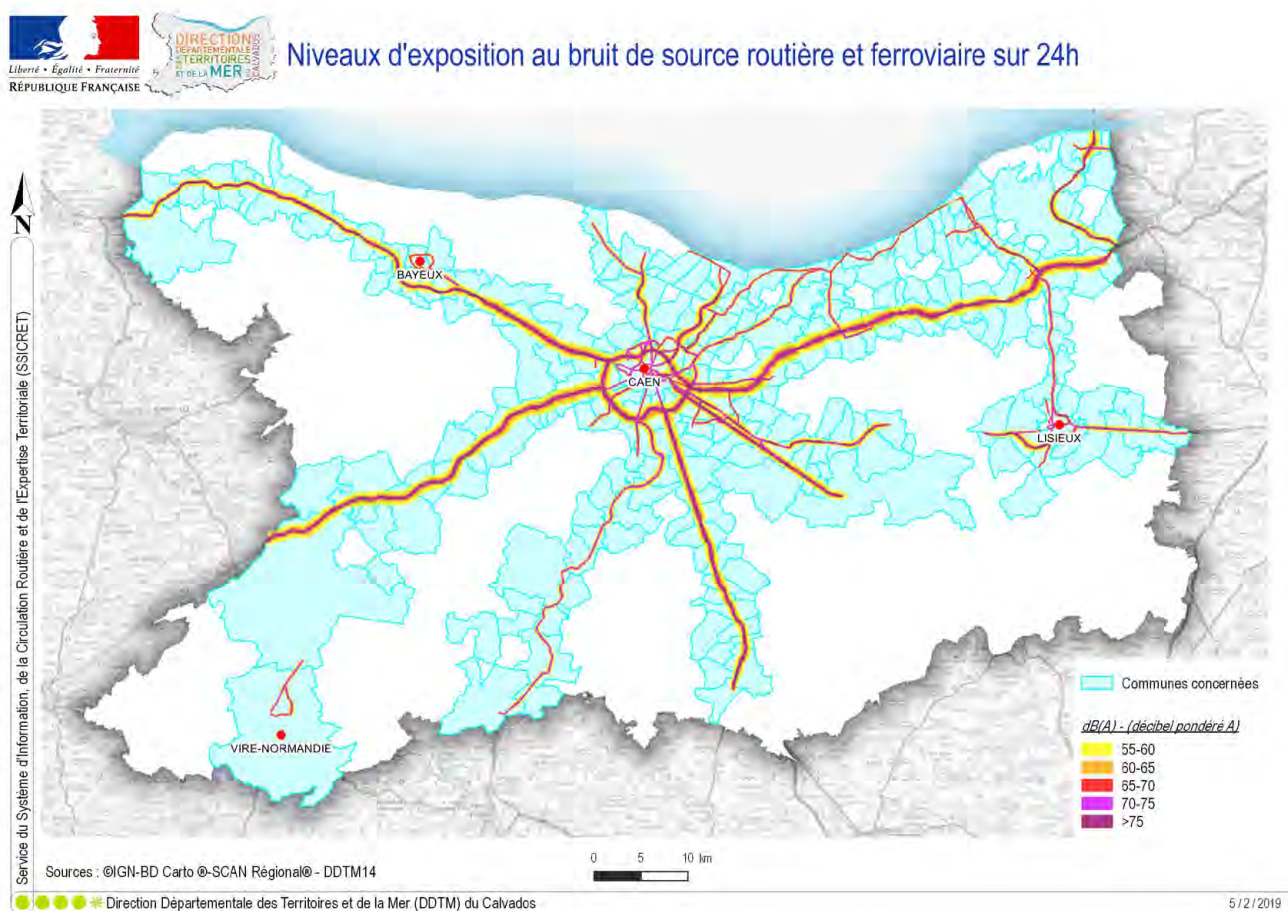 Liberté • Égalité • Fraternité
RÉPUBLIQUE FRANÇAISE
DIRECTION
DÉPARTEMENTALE
DES TERRITOIRES
ET DE LA MER
CALVADOS
Niveaux d'exposition au bruit de source routière et ferroviaire sur 24h
N
Service du Système d'Information, de la Circulation Routière et de l'Expertise Territoriale (SSICRET)
BAYEUX
CAEN
LISIEUX
VIRE-NORMANDIE
Communes concernées
dB(A) - (décibel pondéré A)
55-60
60-65
65-70
70-75
>75
0 5 10 km
Sources : ©IGN-BD Carto ®-SCAN Régional® - DDTM14
Direction Départementale des Territoires et de la Mer (DDTM) du Calvados
5/2/2019